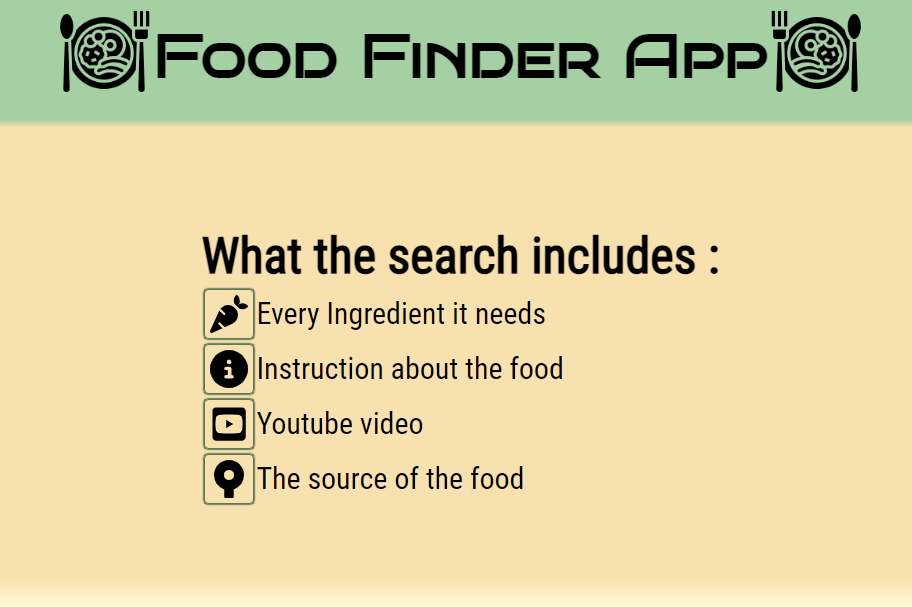 Food Finder App
What the search includes :
Every Ingredient it needs
Instruction about the food
Youtube video
The source of the food